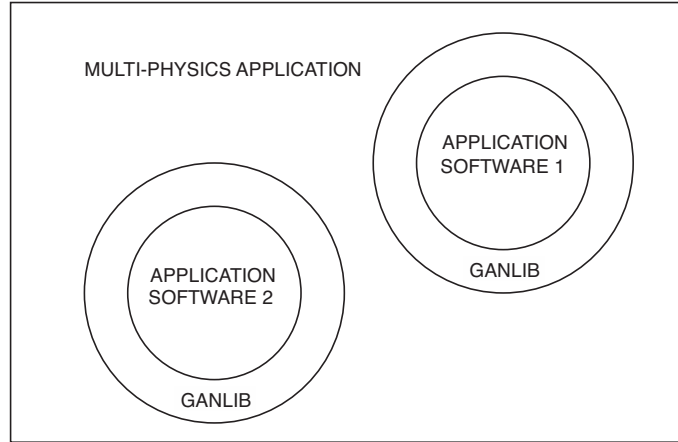 MULTI-PHYSICS APPLICATION
APPLICATION
SOFTWARE 1
GANLIB
APPLICATION
SOFTWARE 2
GANLIB